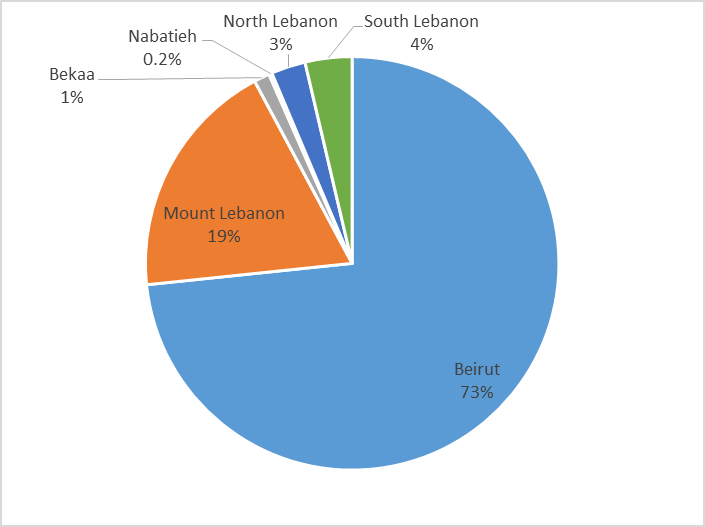 North Lebanon
3%
South Lebanon
4%
Nabatieh
0.2%
Bekaa
1%
Mount Lebanon
19%
Beirut
73%